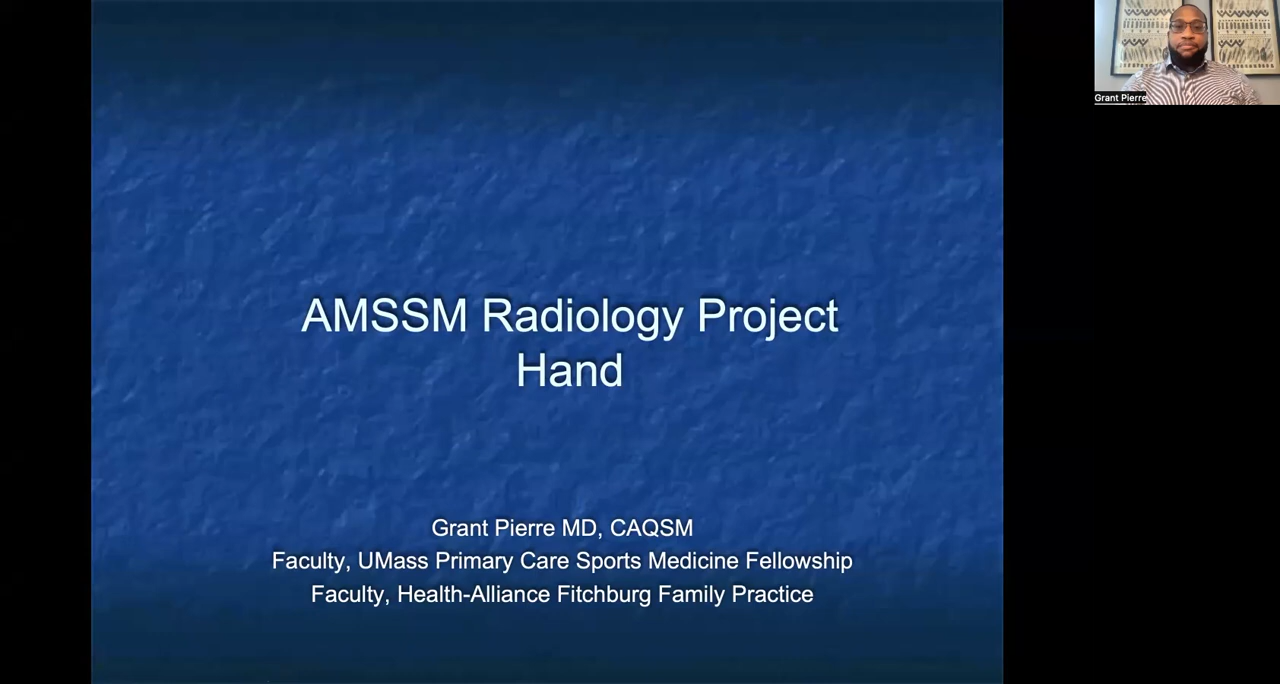 AMSSM Radiology Project
Hand
Grant Pierre MD, CAQSM
Faculty, UMass Primary Care Sports Medicine Fellowship
Faculty, Health-Alliance Fitchburg Family Practice
Grant Pierre